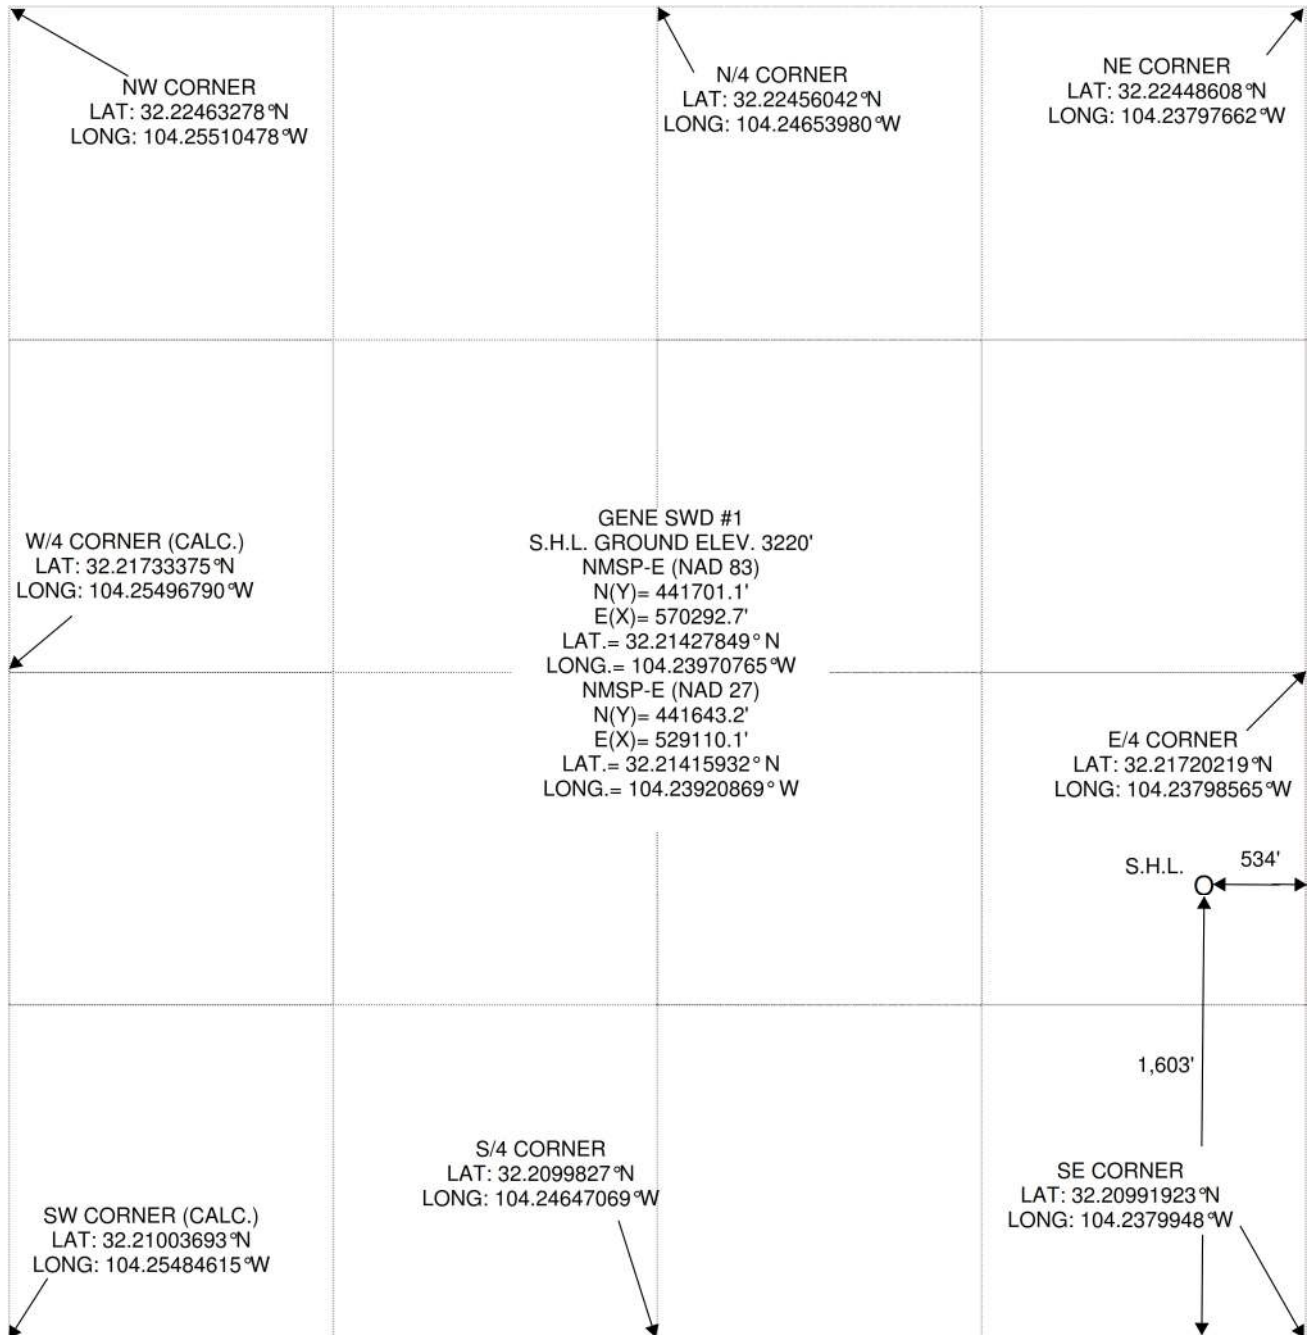 NW CORNER
LAT: 32.22463278°N
LONG: 104.25510478°W
N/4 CORNER
LAT: 32.22456042°N
LONG: 104.24653980°W
NE CORNER
LAT: 32.22448608°N
LONG: 104.23797662°W
W/4 CORNER (CALC.)
LAT: 32.21733375°N
LONG: 104.25496790°W
GENE SWD #1
S.H.L. GROUND ELEV. 3220'
NMSP-E (NAD 83)
N(Y)= 441701.1'
E(X)= 570292.7'
LAT.= 32.21427849° N
LONG.= 104.23970765°W
NMSP-E (NAD 27)
N(Y)= 441643.2'
E(X)= 529110.1'
LAT.= 32.21415932° N
LONG.= 104.23920869° W
E/4 CORNER
LAT: 32.21720219°N
LONG: 104.23798565°W
S.H.L.
534'
1,603'
S/4 CORNER
LAT: 32.2099827°N
LONG: 104.24647069°W
SE CORNER
LAT: 32.20991923°N
LONG: 104.2379948°W
SW CORNER (CALC.)
LAT: 32.21003693°N
LONG: 104.25484615°W